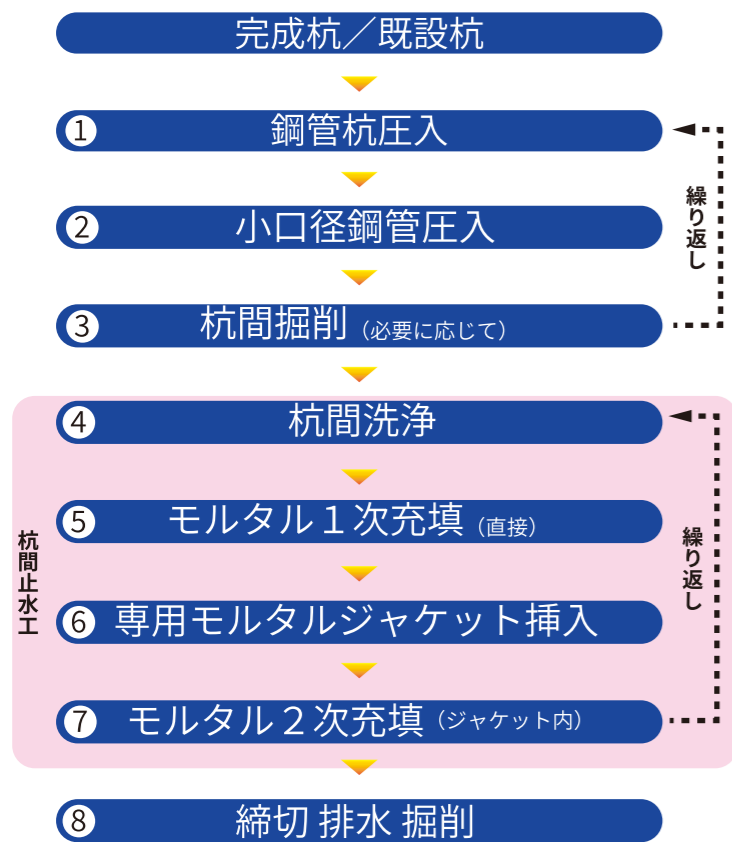 完成杭／既設杭
① 鋼管杭圧入
繰り返し
② 小口径鋼管圧入
③ 杭間掘削（必要に応じて）
杭間止水工
④ 杭間洗浄
繰り返し
⑤ モルタル１次充填（直接）
⑥ 専用モルタルジャケット挿入
⑦ モルタル２次充填（ジャケット内）
⑧ 締切 排水 掘削